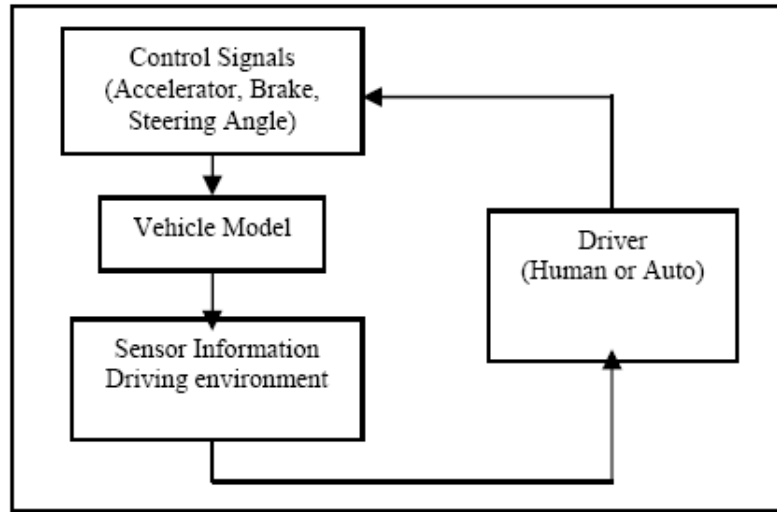 Control Signals
(Accelerator, Brake,
Steering Angle)
Vehicle Model
Sensor Information
Driving environment
Driver
(Human or Auto)